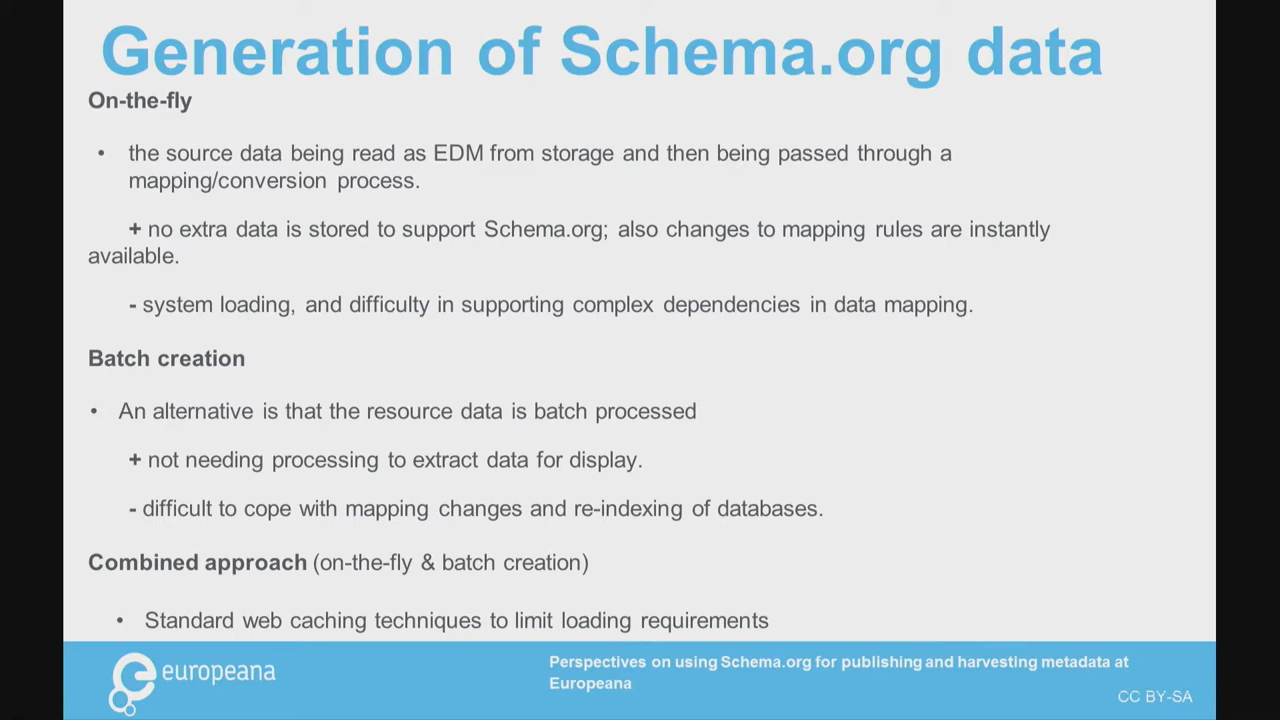 Generation of Schema.org data
On-the-fly
• the source data being read as EDM from storage and then being passed through a
mapping/conversion process.
+ no extra data is stored to support Schema.org; also changes to mapping rules are instantly
available.
- system loading, and difficulty in supporting complex dependencies in data mapping.
Batch creation
• An alternative is that the resource data is batch processed
+ not needing processing to extract data for display.
- difficult to cope with mapping changes and re-indexing of databases.
Combined approach (on-the-fly & batch creation)
• Standard web caching techniques to limit loading requirements
europeana
Perspectives on using Schema.org for publishing and harvesting metadata at
Europeana
CC BY-SA